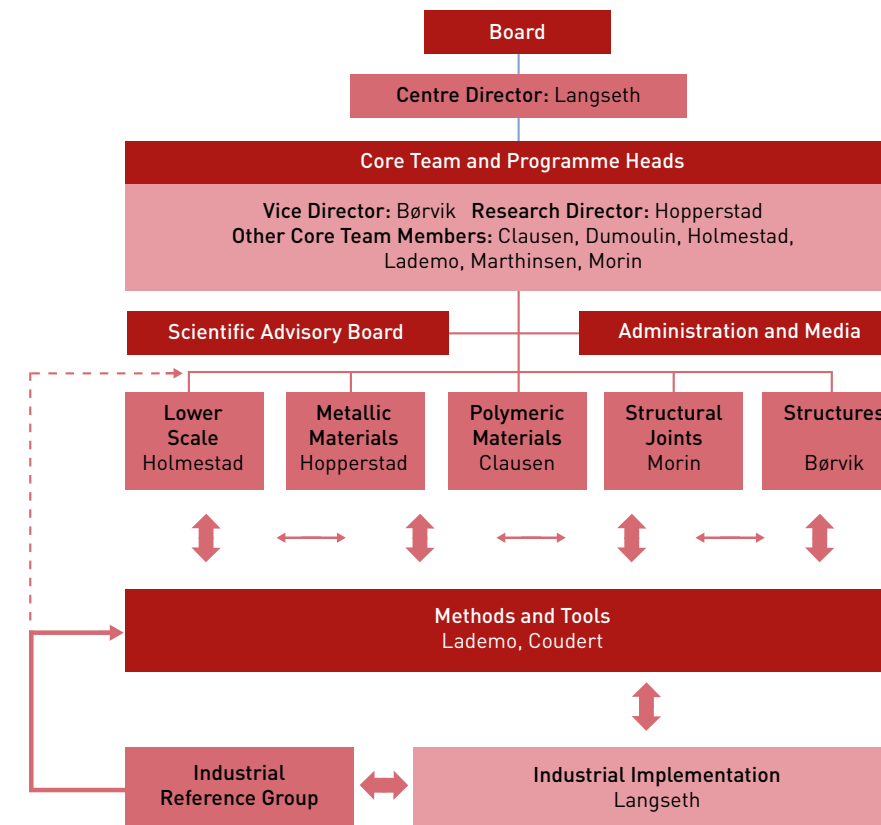 Board
Centre Director: Langseth
Core Team and Programme Heads
Vice Director: Børvik Research Director: Hopperstad
Other Core Team Members: Clausen, Dumoulin, Holmestad,
Lademo, Marthinsen, Morin
Scientific Advisory Board
Administration and Media
Lower
Scale
Holmestad
Metallic
Materials
Hopperstad
Polymeric
Materials
Clausen
Structural
Joints
Morin
Structures
Børvik
Methods and Tools
Lademo, Coudert
Industrial
Reference Group
Industrial Implementation
Langseth